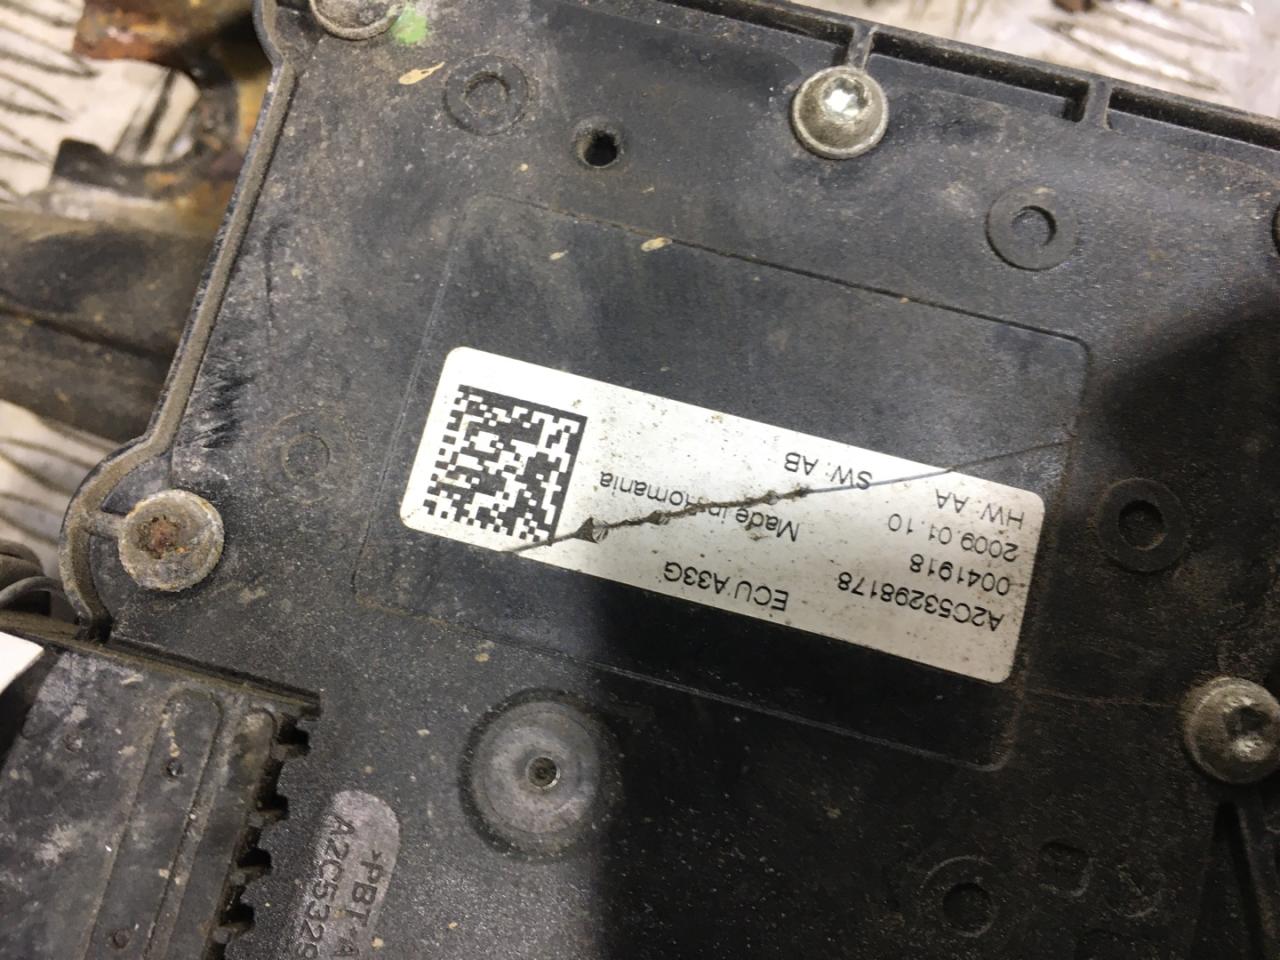 A2C53298178
0041918
2009.01.10
HW: AA
SW: AB
ECU A33G
Made in Romania
>PBT
A2C5329